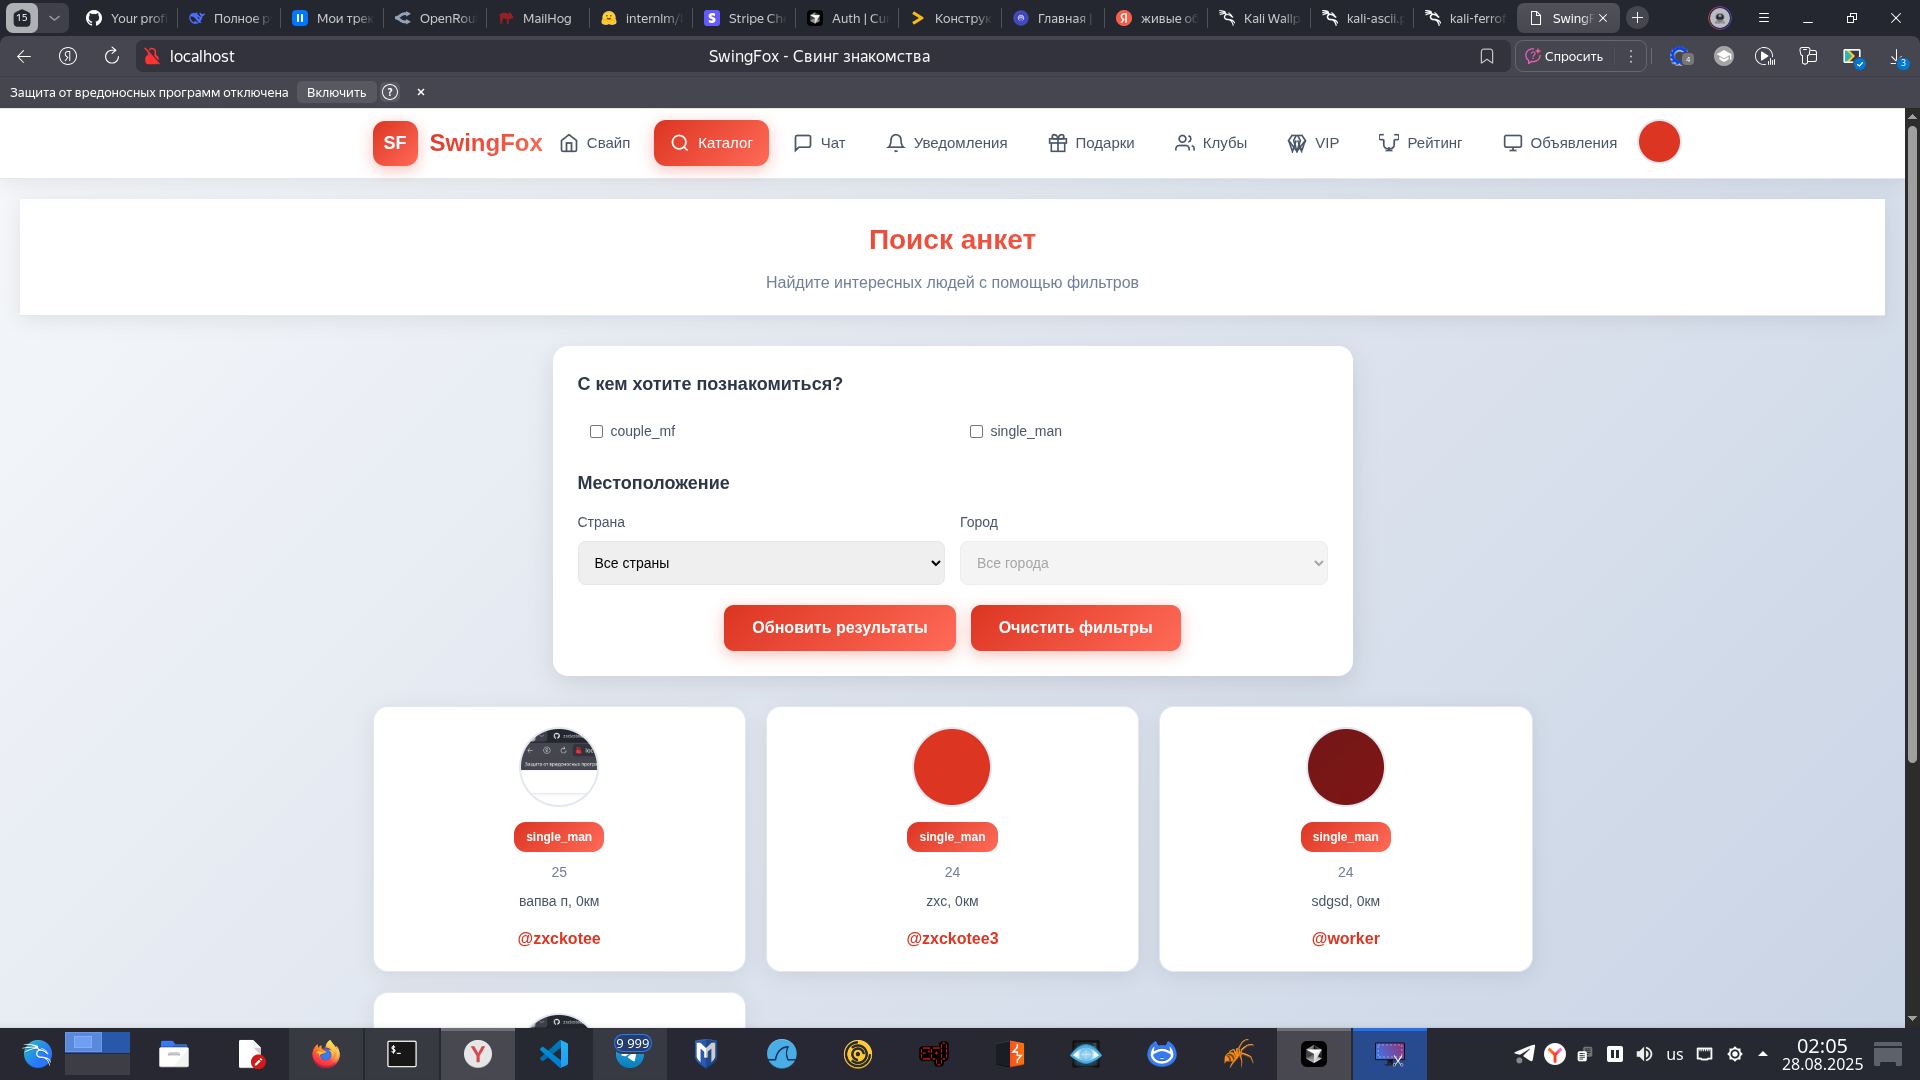 15
Your prof
Полное р
Мои трек
OpenRou
MailHog
internlm/
Stripe Che
Auth | Cur
Конструк
Главная |
живые об
Kali Wallp
kali-ascii.p
kali-ferrof
SwingF
localhost
SwingFox - Свинг знакомства
Спросить
4
3
Защита от вредоносных программ отключена
Включить
SF
SwingFox
Свайп
Каталог
Чат
Уведомления
Подарки
Клубы
VIP
Рейтинг
Объявления
Поиск анкет
Найдите интересных людей с помощью фильтров
С кем хотите познакомиться?
couple_mf
single_man
Местоположение
Страна
Город
Все страны
Все города
Обновить результаты
Очистить фильтры
single_man
25
вапва п, 0км
@zxckotee
single_man
24
zxc, 0км
@zxckotee3
single_man
24
sdgsd, 0км
@worker
9 999
us
02:05
28.08.2025